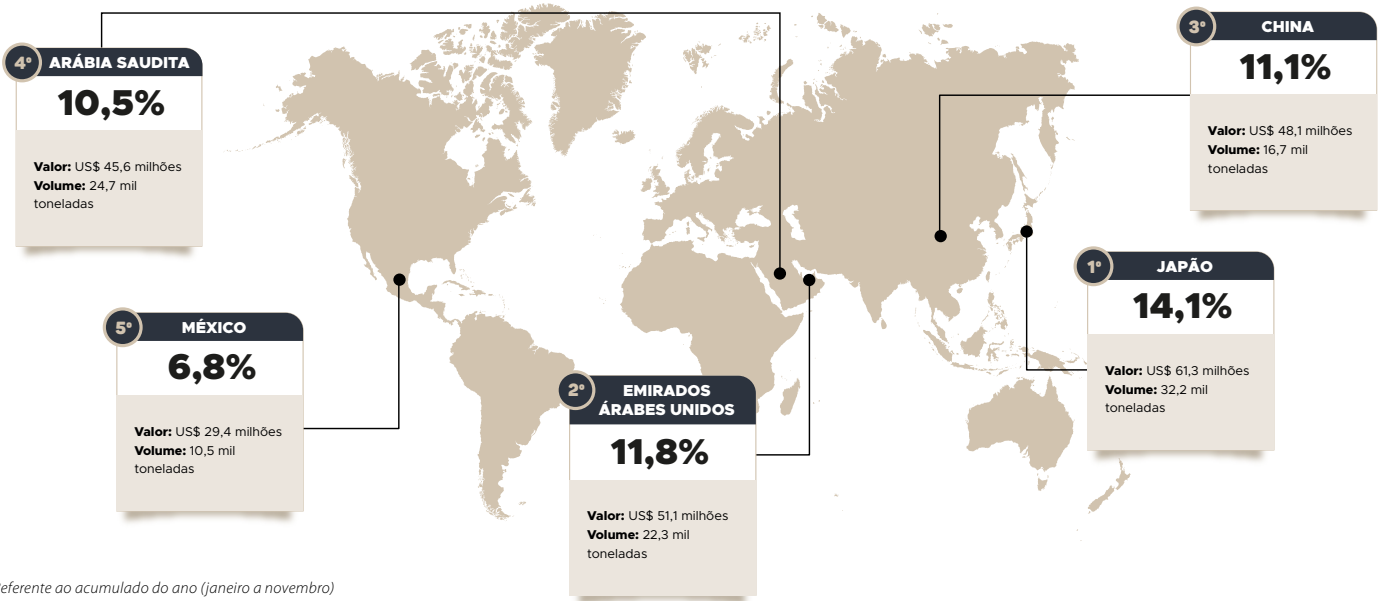 4º
ARÁBIA SAUDITA
10,5%
Valor: US$ 45,6 milhões
Volume: 24,7 mil
toneladas
3º
CHINA
11,1%
Valor: US$ 48,1 milhões
Volume: 16,7 mil
toneladas
1º
JAPÃO
14,1%
Valor: US$ 61,3 milhões
Volume: 32,2 mil
toneladas
5º
MÉXICO
6,8%
Valor: US$ 29,4 milhões
Volume: 10,5 mil
toneladas
2º
EMIRADOS
ÁRABES UNIDOS
11,8%
Valor: US$ 51,1 milhões
Volume: 22,3 mil
toneladas
eferente ao acumulado do ano (janeiro a novembro)